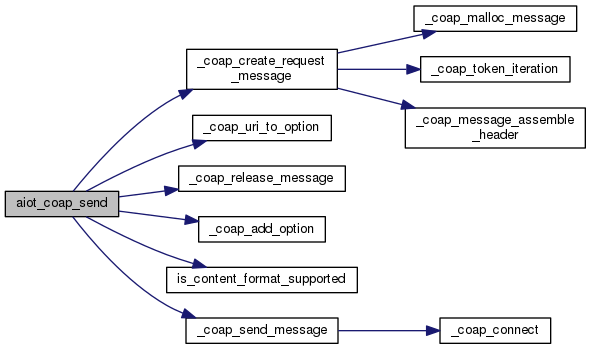 aiot_coap_send
_coap_create_request
_message
_coap_malloc_message
_coap_token_iteration
_coap_message_assemble
_header
_coap_uri_to_option
_coap_release_message
_coap_add_option
is_content_format_supported
_coap_send_message
_coap_connect